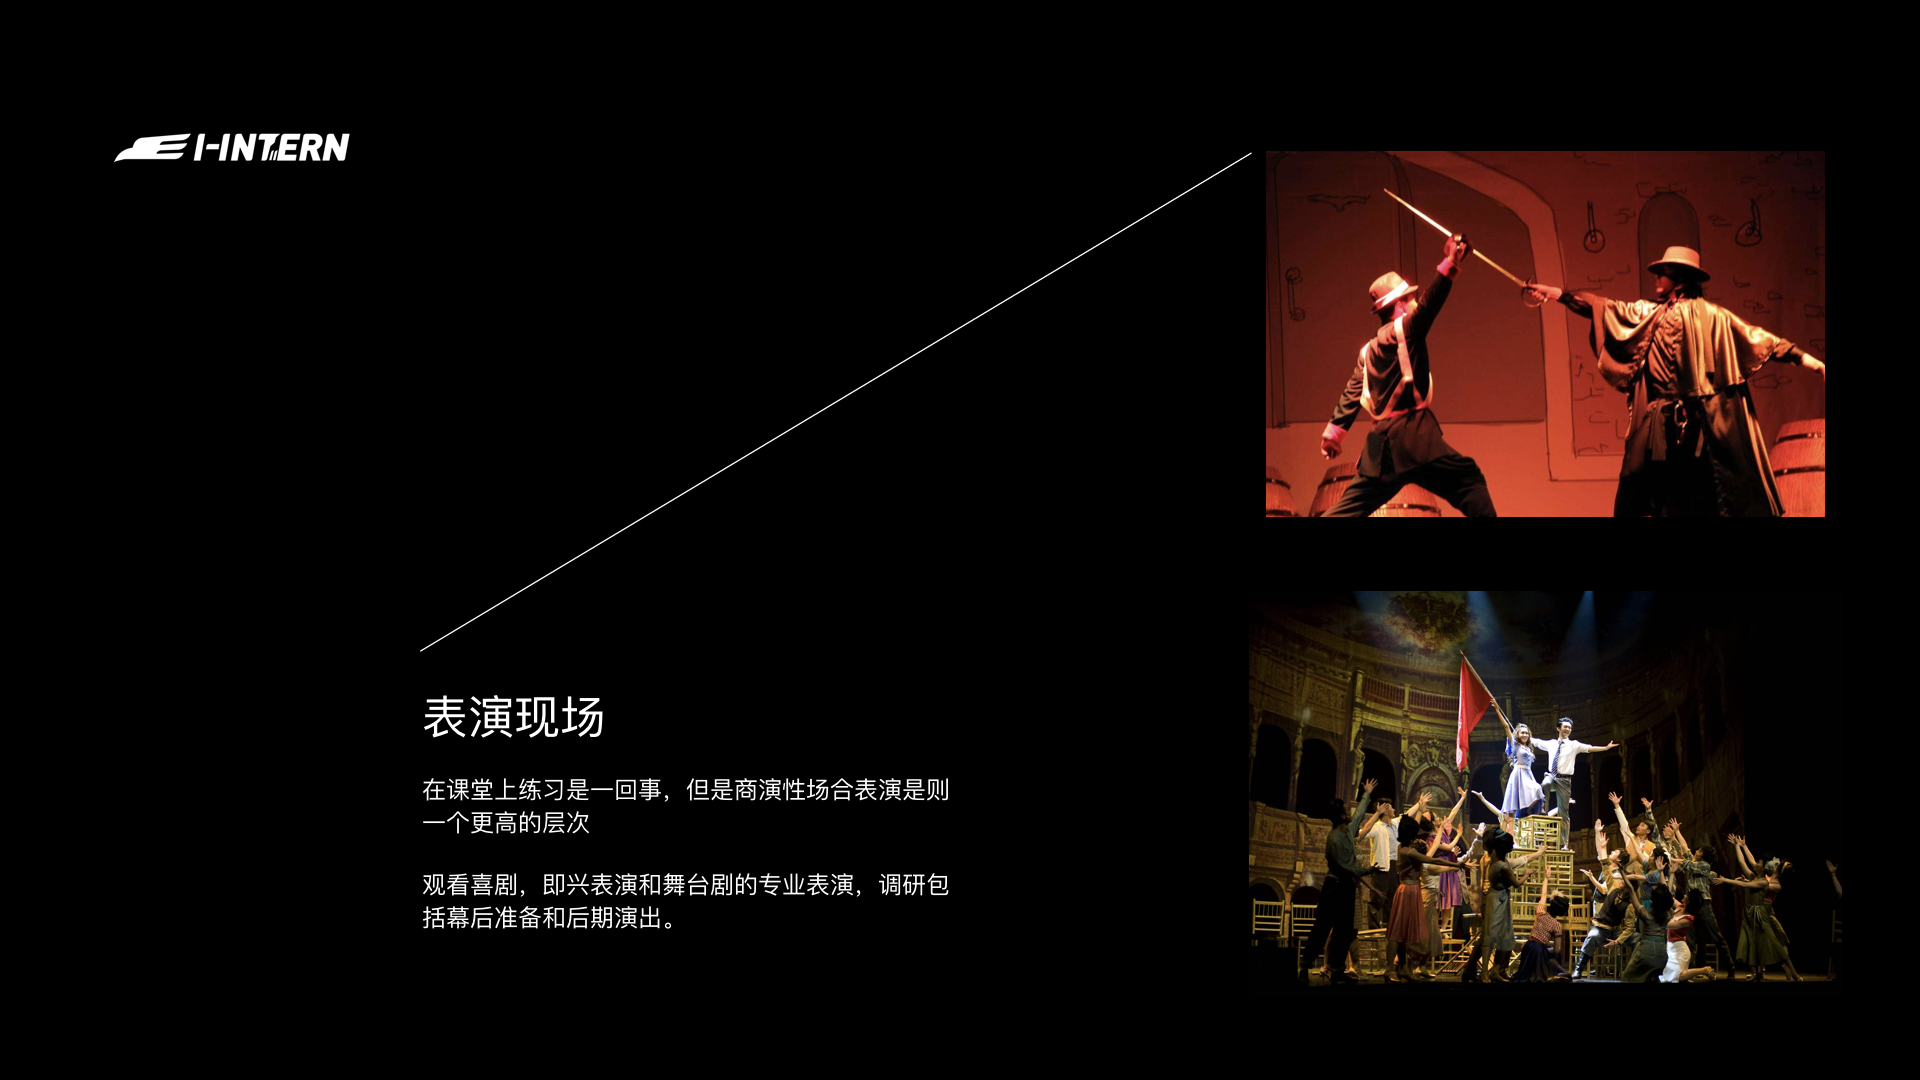 I-INTERN
表演现场
在课堂上练习是一回事，但是商演性场合表演是则
一个更高的层次
观看喜剧，即兴表演和舞台剧的专业表演，调研包
括幕后准备和后期演出。